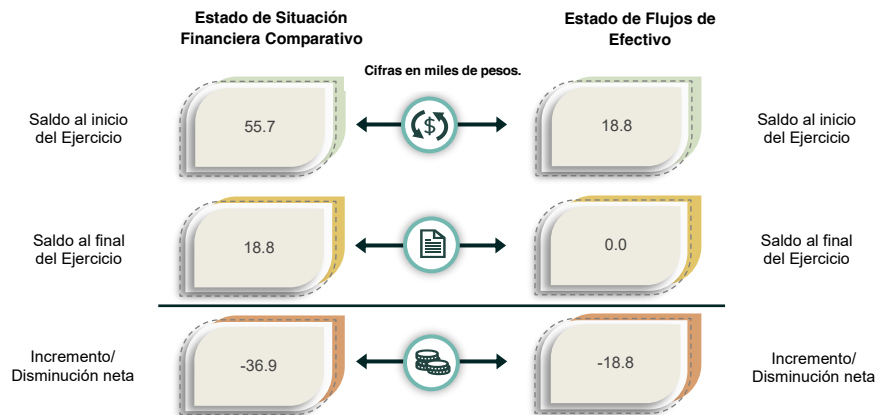 Estado de Situación
Financiera Comparativo
Estado de Flujos de
Efectivo
Cifras en miles de pesos.
Saldo al inicio
del Ejercicio
55.7
$
18.8
Saldo al inicio
del Ejercicio
Saldo al final
del Ejercicio
18.8
0.0
Saldo al final
del Ejercicio
Incremento/
Disminución neta
-36.9
-18.8
Incremento/
Disminución neta